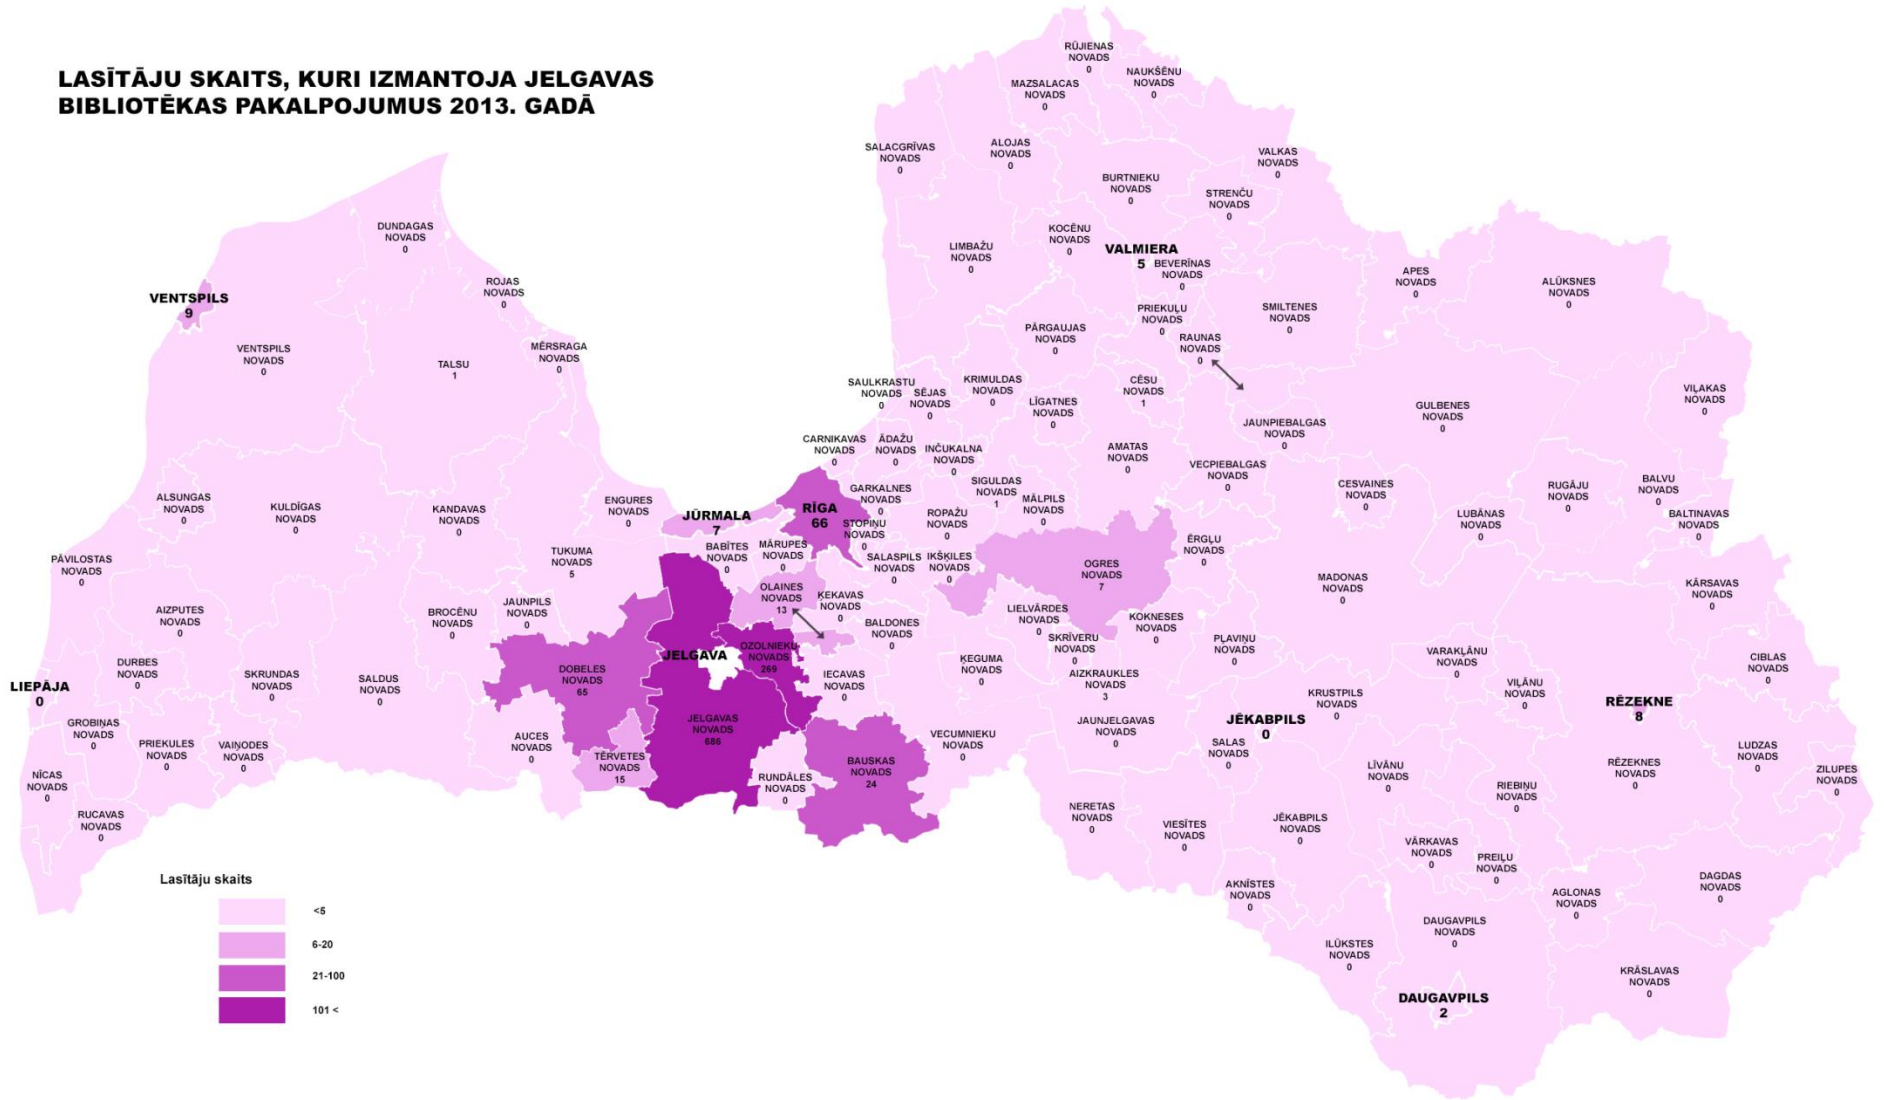 LASĪTĀJU SKAITS, KURI IZMANTOJA JELGAVAS
BIBLIOTĒKAS PAKALPOJUMUS 2013. GADĀ
RŪJIENAS
NOVADS
0
NAUKŠĒNU
NOVADS
0
MAZSALACAS
NOVADS
0
SALACGRĪVAS
NOVADS
0
ALOJAS
NOVADS
0
VALKAS
NOVADS
0
BURTNIEKU
NOVADS
0
STRENČU
NOVADS
0
DUNDAGAS
NOVADS
0
KOCĒNU
NOVADS
0
LIMBAŽU
NOVADS
0
VALMIERA
5
BEVERĪNAS
NOVADS
0
APES
NOVADS
0
ALŪKSNES
NOVADS
0
ROJAS
NOVADS
0
VENTSPILS
9
PRIEKUĻU
NOVADS
0
SMILTENES
NOVADS
0
PĀRGAUJAS
NOVADS
0
RAUNAS
NOVADS
0
VENTSPILS
NOVADS
0
TALSU
1
MĒRSRAGA
NOVADS
0
SAULKRASTU
NOVADS
0
SĒJAS
NOVADS
0
KRIMULDAS
NOVADS
0
CĒSU
NOVADS
1
LĪGATNES
NOVADS
0
VIĻAKAS
NOVADS
0
GULBENES
NOVADS
0
JAUNPIEBALGAS
NOVADS
0
CARNIKAVAS
NOVADS
0
ĀDAŽU
NOVADS
0
INČUKALNA
NOVADS
0
AMATAS
NOVADS
0
VECPIEBALGAS
NOVADS
0
ALSUNGAS
NOVADS
0
KULDĪGAS
NOVADS
0
KANDAVAS
NOVADS
0
ENGURES
NOVADS
0
JŪRMALA
7
RĪGA
66
GARKALNES
NOVADS
0
SIGULDAS
NOVADS
1
MĀLPILS
NOVADS
0
ROPAŽU
NOVADS
0
STOPIŅU
NOVADS
0
CESVAINES
NOVADS
0
RUGĀJU
NOVADS
0
BALVU
NOVADS
0
LUBĀNAS
NOVADS
0
BALTINAVAS
NOVADS
0
PĀVILOSTAS
NOVADS
0
TUKUMA
NOVADS
5
BABĪTES
NOVADS
0
MĀRUPES
NOVADS
0
SALASPILS
NOVADS
0
IKŠĶILES
NOVADS
0
OGRES
NOVADS
7
ĒRGĻU
NOVADS
0
MADONAS
NOVADS
0
KĀRSAVAS
NOVADS
0
AIZPUTES
NOVADS
0
BROCĒNU
NOVADS
0
JAUNPILS
NOVADS
0
OLAINES
NOVADS
13
ĶEKAVAS
NOVADS
0
BALDONES
NOVADS
0
LIELVĀRDES
NOVADS
0
SKRĪVERU
NOVADS
0
KOKNESES
NOVADS
0
PĻAVIŅU
NOVADS
0
VARAKĻĀNU
NOVADS
0
CIBLAS
NOVADS
0
LIEPĀJA
0
DURBES
NOVADS
0
SKRUNDAS
NOVADS
0
SALDUS
NOVADS
0
DOBELES
NOVADS
65
JELGAVA
OZOLNIEKU
NOVADS
269
IECAVAS
NOVADS
0
ĶEGUMA
NOVADS
0
AIZKRAUKLES
NOVADS
3
KRUSTPILS
NOVADS
0
VIĻĀNU
NOVADS
0
RĒZEKNE
8
GROBIŅAS
NOVADS
0
PRIEKULES
NOVADS
0
VAIŅODES
NOVADS
0
AUCES
NOVADS
0
JELGAVAS
NOVADS
686
JAUNJELGAVAS
NOVADS
0
JĒKABPILS
0
SALAS
NOVADS
0
VECUMNIEKU
NOVADS
0
BAUSKAS
NOVADS
24
TĒRVETES
NOVADS
15
RUNDĀLES
NOVADS
0
LĪVĀNU
NOVADS
0
RIEBIŅU
NOVADS
0
RĒZEKNES
NOVADS
0
LUDZAS
NOVADS
0
ZILUPES
NOVADS
0
NĪCAS
NOVADS
0
RUCAVAS
NOVADS
0
NERETAS
NOVADS
0
VIESĪTES
NOVADS
0
JĒKABPILS
NOVADS
0
VĀRKAVAS
NOVADS
0
PREIĻU
NOVADS
0
AGLONAS
NOVADS
0
DAGDAS
NOVADS
0
AKNĪSTES
NOVADS
0
DAUGAVPILS
NOVADS
0
ILŪKSTES
NOVADS
0
KRĀSLAVAS
NOVADS
0
DAUGAVPILS
2
Lasītāju skaits
<5
6-20
21-100
101 <